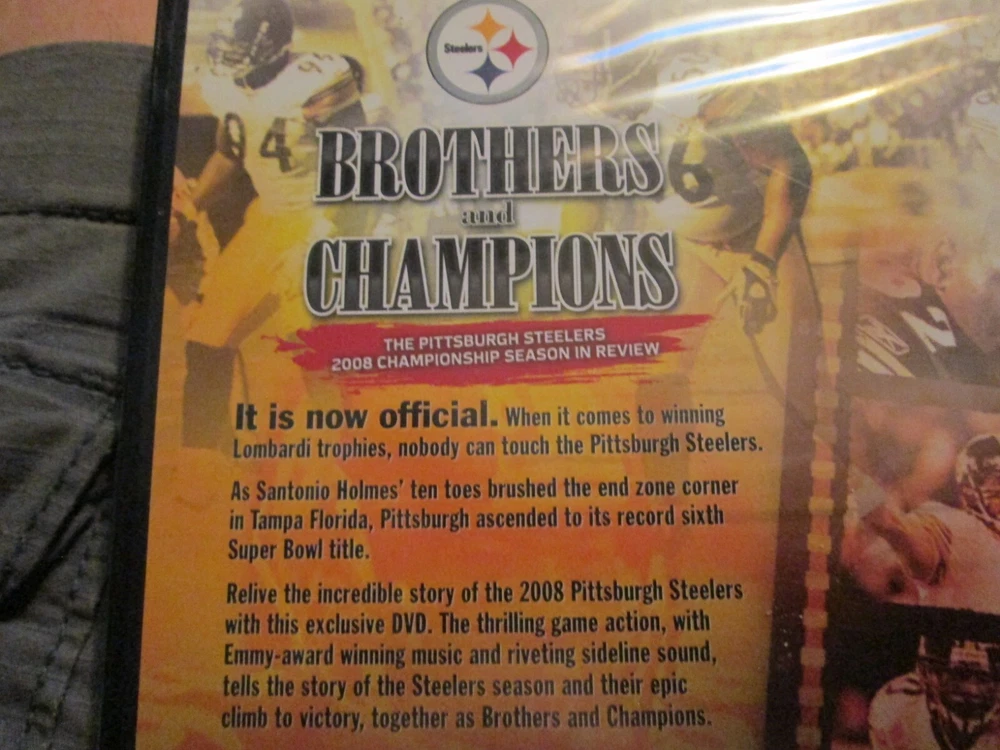 Steelers
94
BROTHERS
6
and
CHAMPIONS
THE PITTSBURGH STEELERS
2008 CHAMPIONSHIP SEASON IN REVIEW
It is now official. When it comes to winning
Lombardi trophies, nobody can touch the Pittsburgh Steelers.
As Santonio Holmes' ten toes brushed the end zone corner
in Tampa Florida, Pittsburgh ascended to its record sixth
Super Bowl title.
Relive the incredible story of the 2008 Pittsburgh Steelers
with this exclusive DVD. The thrilling game action, with
Emmy-award winning music and riveting sideline sound,
tells the story of the Steelers season and their epic
climb to victory, together as Brothers and Champions.